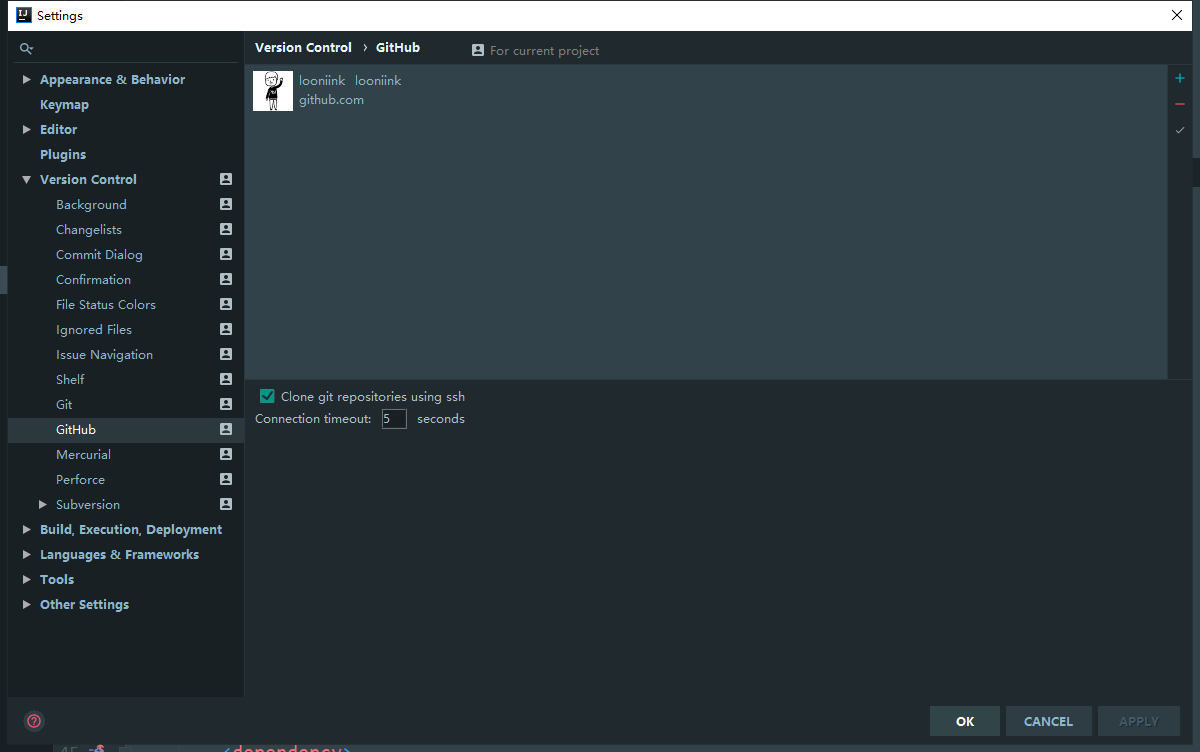 Settings
Version Control › GitHub
For current project
Appearance & Behavior
Keymap
Editor
Plugins
Version Control
Background
Changelists
Commit Dialog
Confirmation
File Status Colors
Ignored Files
Issue Navigation
Shelf
Git
GitHub
Mercurial
Perforce
Subversion
Build, Execution, Deployment
Languages & Frameworks
Tools
Other Settings
looniink looniink
github.com
Clone git repositories using ssh
Connection timeout: 5 seconds
OK
CANCEL
APPLY
<dependency>